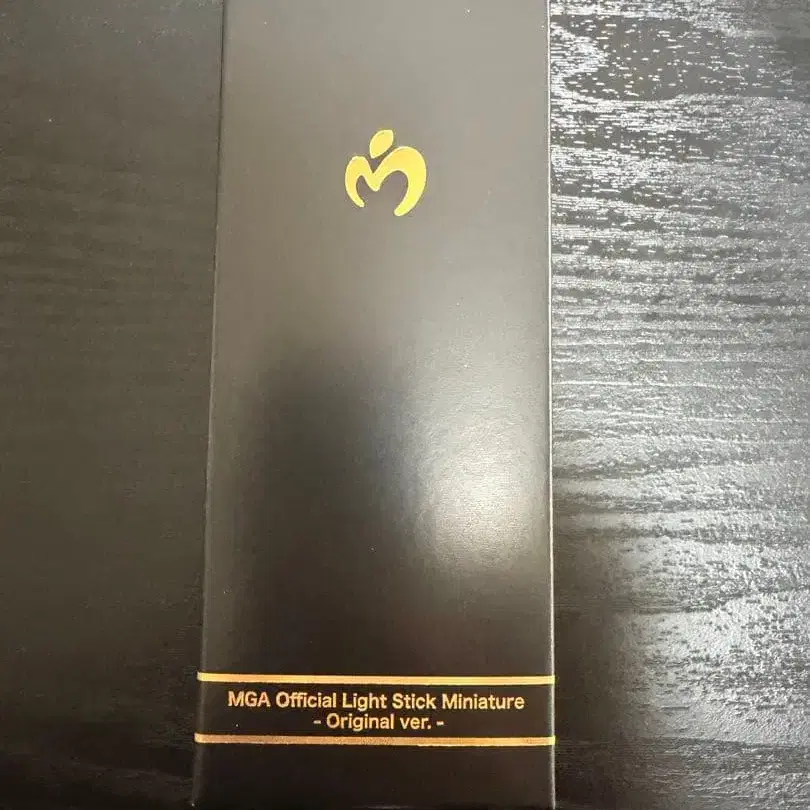 MGA Official Light Stick Miniature
- Original ver. -